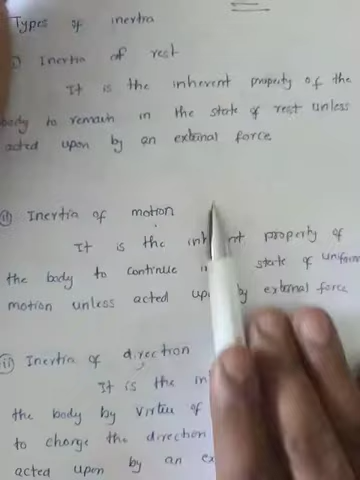 Types of inertia
i) Inertia of rest
It is the inherent property of the
body to remain in the state of rest unless
acted upon by an external force
ii) Inertia of motion
It is the property of
the body to continue state of uniform
motion unless acted by external force
ii) Inertia of direction
It is the
the body by virtue of
to change the direction
acted upon by an